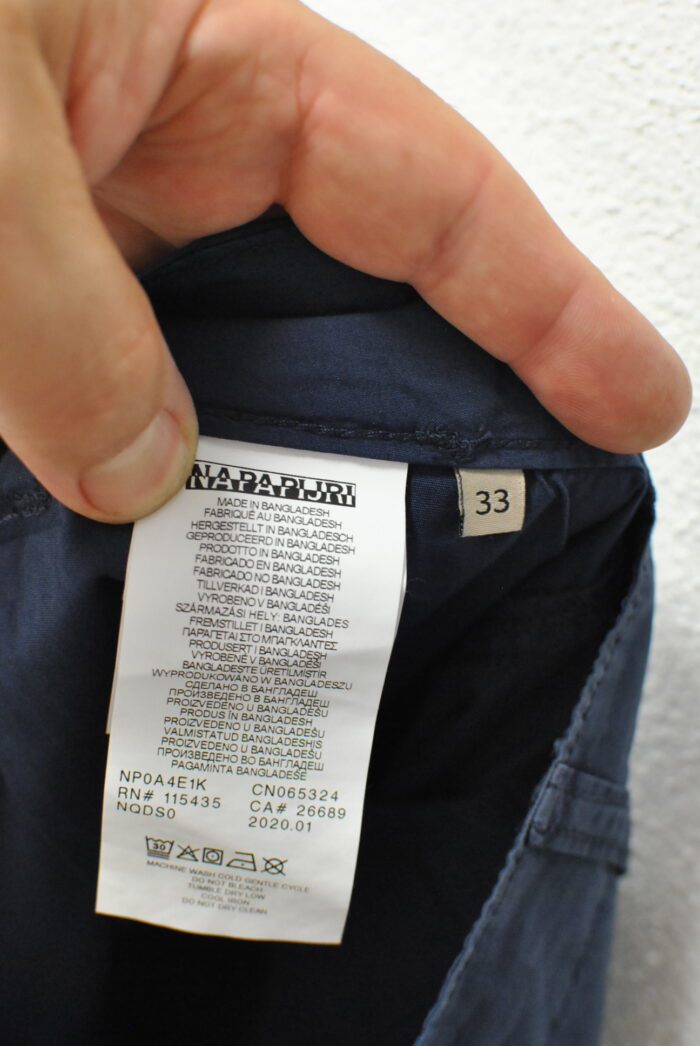 NAPAPIJRI
33
MADE IN BANGLADESH
FABRIQUÉ AU BANGLADESH
HERGESTELLT IN BANGLADESCH
GEPRODUCEERD IN BANGLADESH
PRODOTTO IN BANGLADESH
FABRICADO EN BANGLADESH
FABRICADO NO BANGLADESH
TILLVERKAD I BANGLADESH
VYROBENO V BANGLADÉŠI
SZÁRMAZÁSI HELY: BANGLADES
FREMSTILLET I BANGLADESH
ΠΑΡΑΓΕΤΑΙ ΣΤΟ ΜΠΑΓΚΛΑΝΤΕΣ
PRODUSERT I BANGLADESH
VYROBENÉ V BANGLADÉŠI
BANGLADEŞTE ÜRETİLMİŞTİR
WYPRODUKOWANO W BANGLADESZU
СДЕЛАНО В БАНГЛАДЕШ
ПРОИЗВЕДЕНО В БАНГЛАДЕШ
PROIZVEDENO U BANGLADEŠU
PRODUS ÎN BANGLADESH
PROIZVEDENO U BANGLADEŠU
VALMISTATUD BANGLADESHIS
PROIZVEDENO U BANGLADEŠU
ПРОИЗВЕДЕНО ВО БАНГЛАДЕШ
PAGAMINTA BANGLADEŠE
NP0A4E1K CN065324
RN# 115435 CA# 26689
NQDS0 2020.01
30
MACHINE WASH COLD GENTLE CYCLE
DO NOT BLEACH
TUMBLE DRY LOW
COOL IRON
DO NOT DRY CLEAN